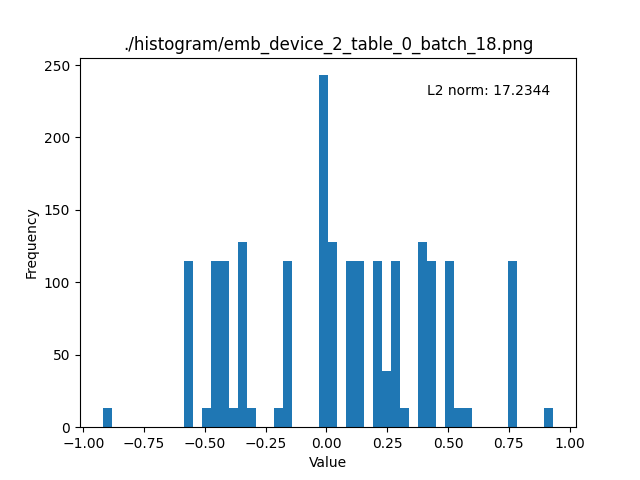 ./histogram/emb_device_2_table_0_batch_18.png
L2 norm: 17.2344
Frequency
250
200
150
100
50
0
−1.00 −0.75 −0.50 −0.25 0.00 0.25 0.50 0.75 1.00
Value